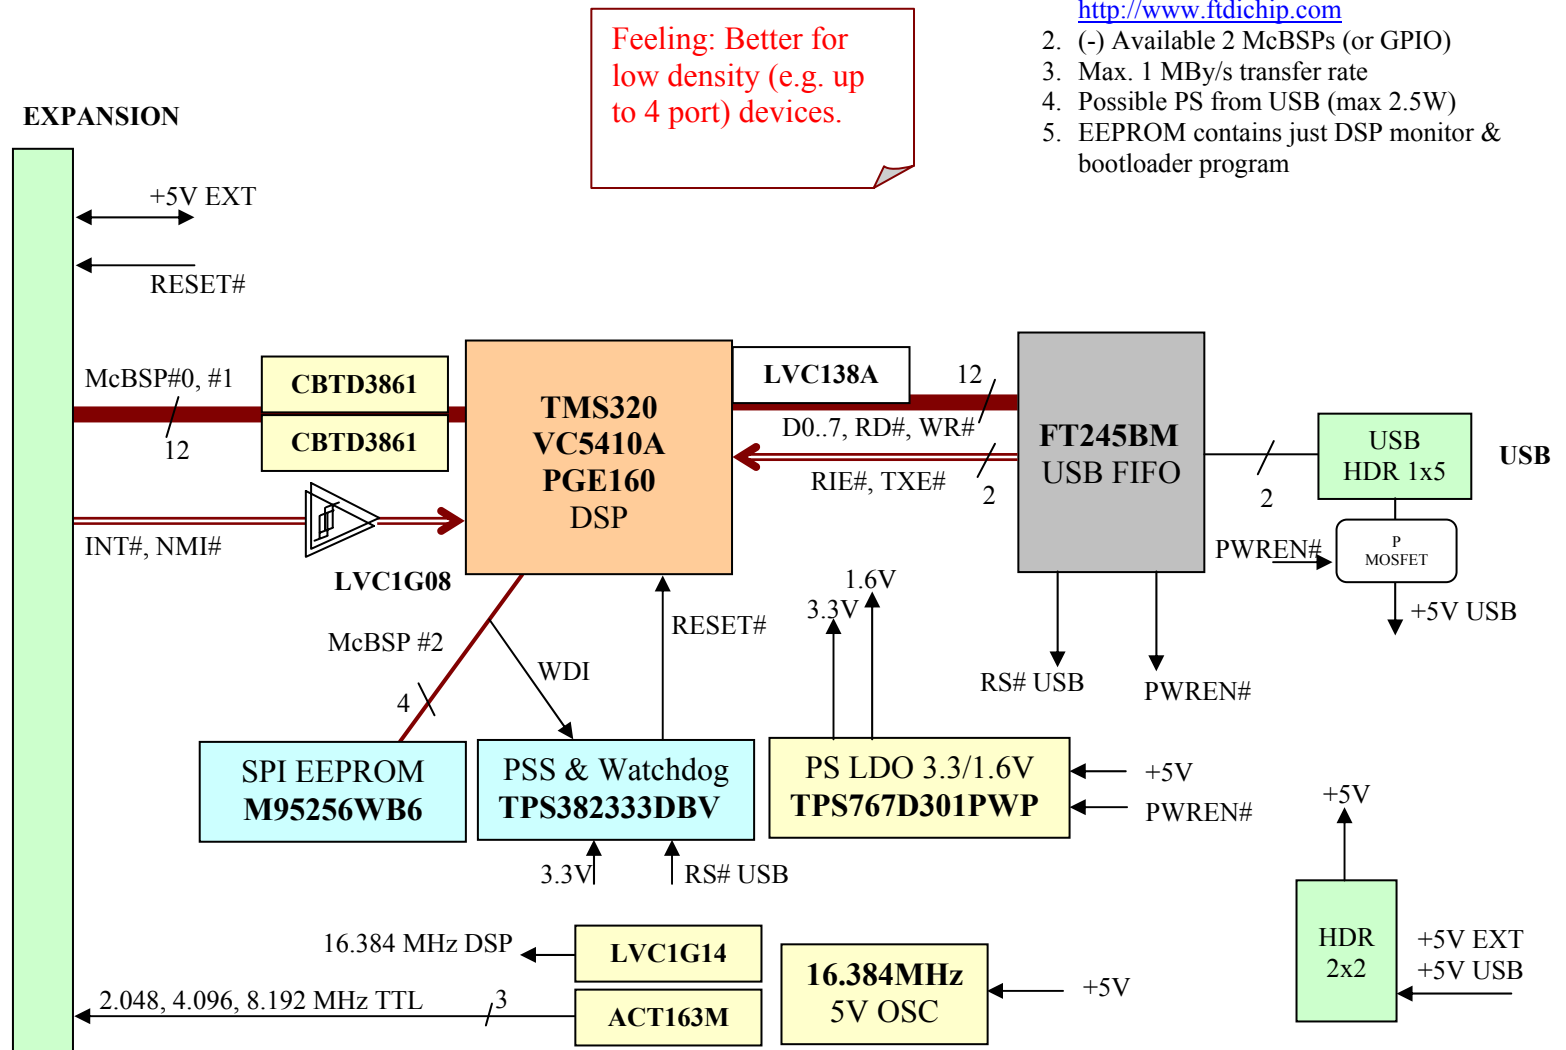 http://www.ftdichip.com
2. (-) Available 2 McBSPs (or GPIO)
3. Max. 1 MBy/s transfer rate
4. Possible PS from USB (max 2.5W)
5. EEPROM contains just DSP monitor &
bootloader program
Feeling: Better for
low density (e.g. up
to 4 port) devices.
EXPANSION
+5V EXT
RESET#
McBSP#0, #1
12
CBTD3861
CBTD3861
INT#, NMI#
LVC1G08
TMS320
VC5410A
PGE160
DSP
LVC138A
12
D0..7, RD#, WR#
RIE#, TXE#
2
FT245BM
USB FIFO
2
USB
HDR 1x5
USB
P
MOSFET
PWREN#
+5V USB
McBSP #2
4
WDI
RESET#
3.3V
1.6V
RS# USB
PWREN#
SPI EEPROM
M95256WB6
PSS & Watchdog
TPS382333DBV
3.3V
RS# USB
PS LDO 3.3/1.6V
TPS767D301PWP
+5V
PWREN#
+5V
HDR
2x2
+5V EXT
+5V USB
16.384 MHz DSP
LVC1G14
2.048, 4.096, 8.192 MHz TTL
3
ACT163M
16.384MHz
5V OSC
+5V